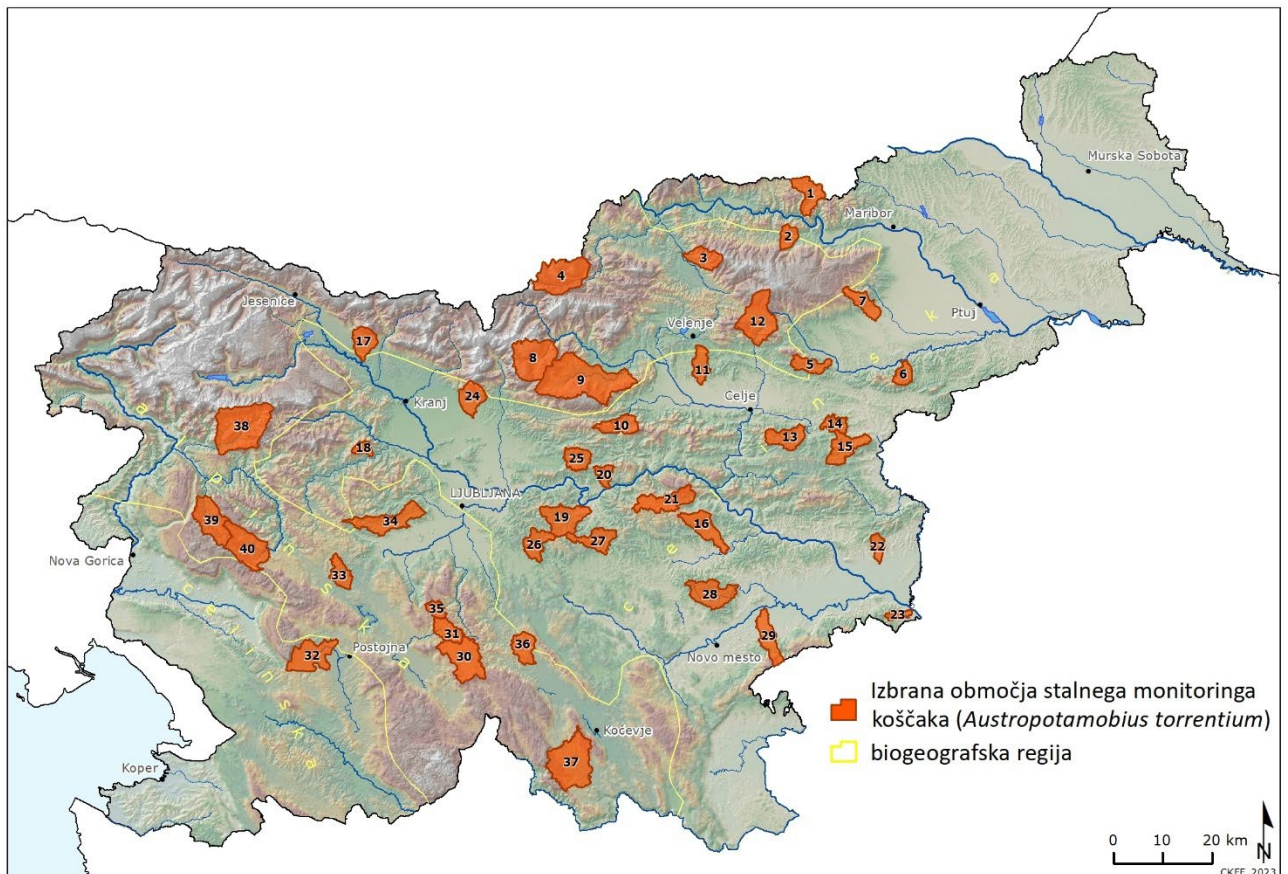 1
Murska Sobota
Maribor
2
3
4
Jesenice
7
Ptuj
12
Velenje
17
8
5
6
11
9
24
Kranj
Celje
38
10
14
13
15
18
25
20
21
LJUBLJANA
39
34
19
16
40
26
27
22
Nova Gorica
33
28
23
35
29
31
36
Novo mesto
32
Postojna
30
Kočevje
37
Koper
alpinska
celinska
celinska
Izbrana območja stalnega monitoringa
koščaka (Austropotamobius torrentium)
biogeografska regija
0 10 20 km
N
CKFF, 2023